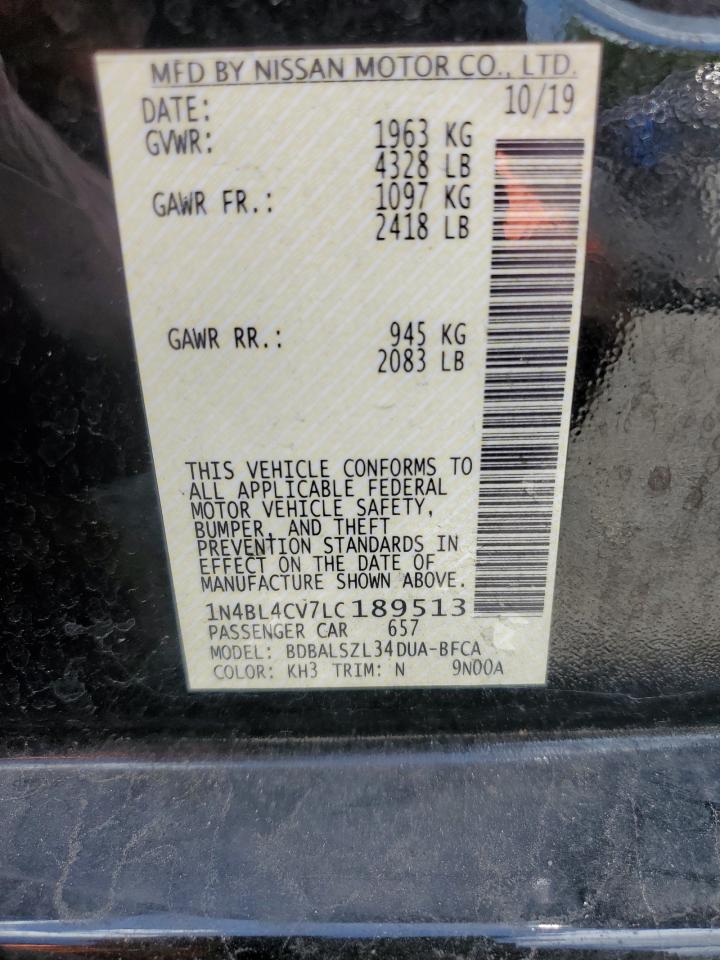 MFD BY NISSAN MOTOR CO., LTD.
DATE: 10/19
GVWR: 1963 KG
4328 LB
GAWR FR.: 1097 KG
2418 LB
GAWR RR.: 945 KG
2083 LB
THIS VEHICLE CONFORMS TO
ALL APPLICABLE FEDERAL
MOTOR VEHICLE SAFETY,
BUMPER, AND THEFT
PREVENTION STANDARDS IN
EFFECT ON THE DATE OF
MANUFACTURE SHOWN ABOVE.
1N4BL4CV7LC189513
PASSENGER CAR 657
MODEL: BDBALSZL34DUA-BFCA
COLOR: KH3 TRIM: N 9N00A